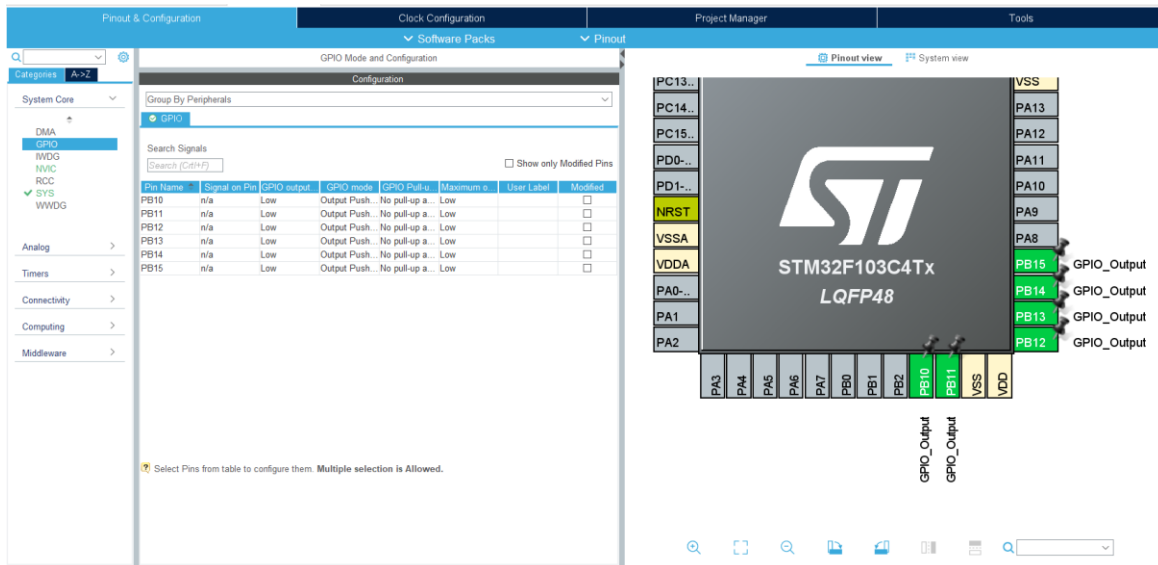 Pinout & Configuration
Clock Configuration
Project Manager
Tools
Software Packs
Pinout
Categories
A->Z
System Core
DMA
GPIO
IWDG
NVIC
RCC
SYS
WWDG
Analog
Timers
Connectivity
Computing
Middleware
GPIO Mode and Configuration
Configuration
Group By Peripherals
GPIO
Search Signals
Search (Crtl+F)
Show only Modified Pins
Pin Name Signal on Pin GPIO output... GPIO mode GPIO Pull-u... Maximum o... User Label Modified
PB10 n/a Low Output Push... No pull-up a... Low
PB11 n/a Low Output Push... No pull-up a... Low
PB12 n/a Low Output Push... No pull-up a... Low
PB13 n/a Low Output Push... No pull-up a... Low
PB14 n/a Low Output Push... No pull-up a... Low
PB15 n/a Low Output Push... No pull-up a... Low
Select Pins from table to configure them. Multiple selection is Allowed.
Pinout view
System view
PC13..
PC14..
PC15..
PD0-..
PD1-..
NRST
VSSA
VDDA
PA0-..
PA1
PA2
ST
STM32F103C4Tx
LQFP48
VSS
PA13
PA12
PA11
PA10
PA9
PA8
PB15 GPIO_Output
PB14 GPIO_Output
PB13 GPIO_Output
PB12 GPIO_Output
PA3
PA4
PA5
PA6
PA7
PB0
PB1
PB2
PB10
PB11
VSS
VDD
GPIO_Output
GPIO_Output